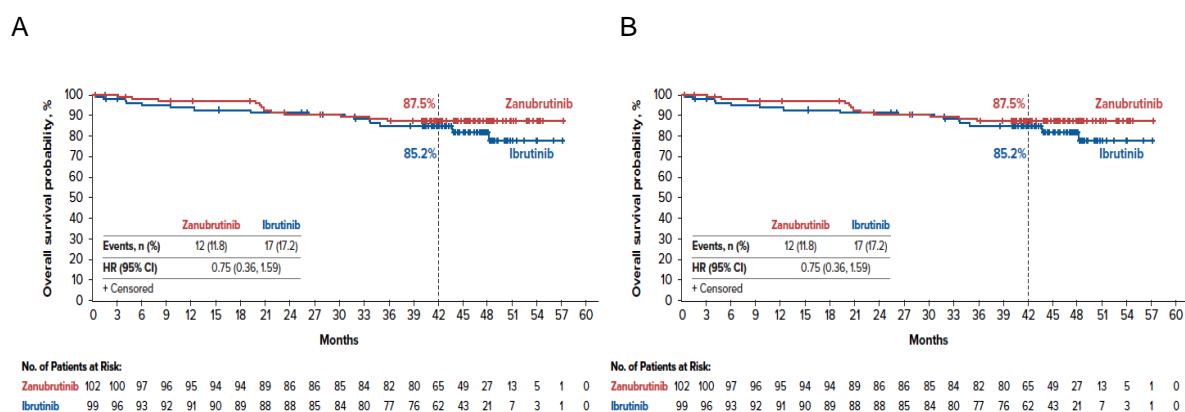 A
Overall survival probability, %
100
90
80
70
60
50
40
30
20
10
0
87.5%
Zanubrutinib
85.2%
Ibrutinib
Zanubrutinib Ibrutinib
Events, n (%) 12 (11.8) 17 (17.2)
HR (95% CI) 0.75 (0.36, 1.59)
+ Censored
0 3 6 9 12 15 18 21 24 27 30 33 36 39 42 45 48 51 54 57 60
Months
No. of Patients at Risk:
Zanubrutinib 102 100 97 96 95 94 94 89 86 86 85 84 82 80 65 49 27 13 5 1 0
Ibrutinib 99 96 93 92 91 90 89 88 88 85 84 80 77 76 62 43 21 7 3 1 0
B
Overall survival probability, %
100
90
80
70
60
50
40
30
20
10
0
87.5%
Zanubrutinib
85.2%
Ibrutinib
Zanubrutinib Ibrutinib
Events, n (%) 12 (11.8) 17 (17.2)
HR (95% CI) 0.75 (0.36, 1.59)
+ Censored
0 3 6 9 12 15 18 21 24 27 30 33 36 39 42 45 48 51 54 57 60
Months
No. of Patients at Risk:
Zanubrutinib 102 100 97 96 95 94 94 89 86 86 85 84 82 80 65 49 27 13 5 1 0
Ibrutinib 99 96 93 92 91 90 89 88 88 85 84 80 77 76 62 43 21 7 3 1 0